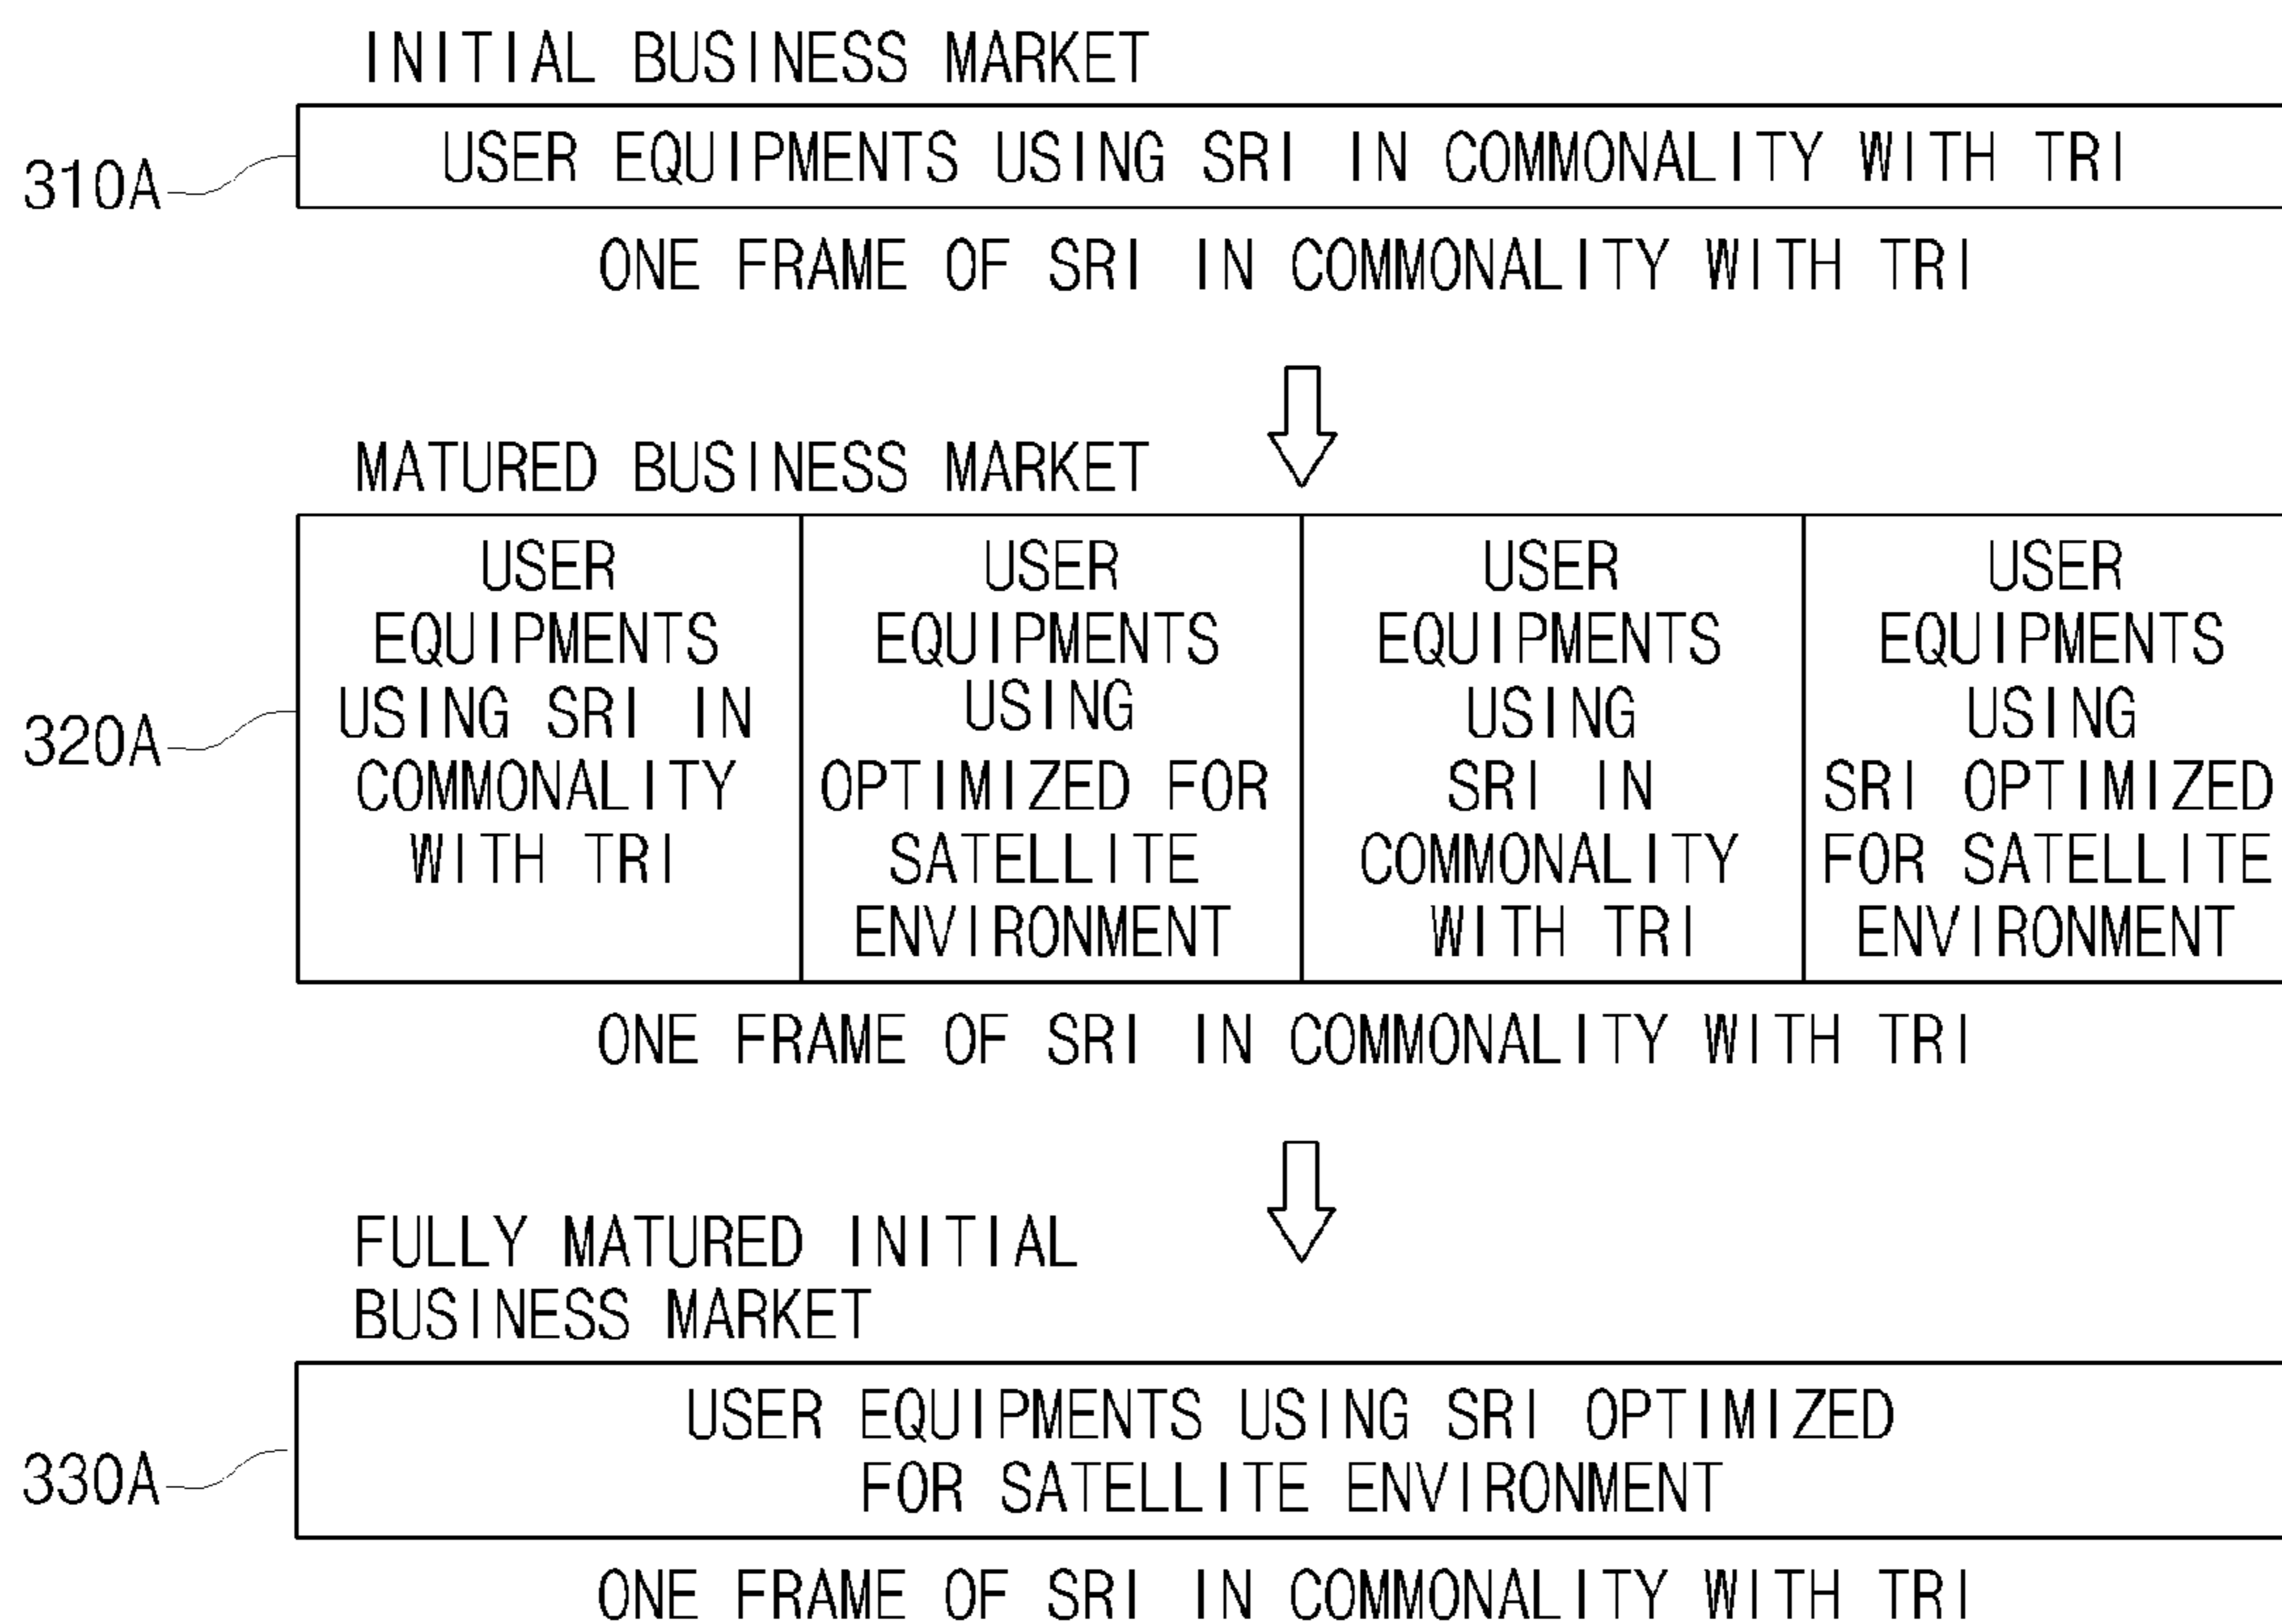 INITIAL BUSINESS MARKET
310A
USER EQUIPMENTS USING SRI IN COMMONALITY WITH TRI
ONE FRAME OF SRI IN COMMONALITY WITH TRI
MATURED BUSINESS MARKET
320A
USER
EQUIPMENTS
USING SRI IN
COMMONALITY
WITH TRI
USER
EQUIPMENTS
USING
OPTIMIZED FOR
SATELLITE
ENVIRONMENT
USER
EQUIPMENTS
USING
SRI IN
COMMONALITY
WITH TRI
USER
EQUIPMENTS
USING
SRI OPTIMIZED
FOR SATELLITE
ENVIRONMENT
ONE FRAME OF SRI IN COMMONALITY WITH TRI
FULLY MATURED INITIAL
BUSINESS MARKET
330A
USER EQUIPMENTS USING SRI OPTIMIZED
FOR SATELLITE ENVIRONMENT
ONE FRAME OF SRI IN COMMONALITY WITH TRI